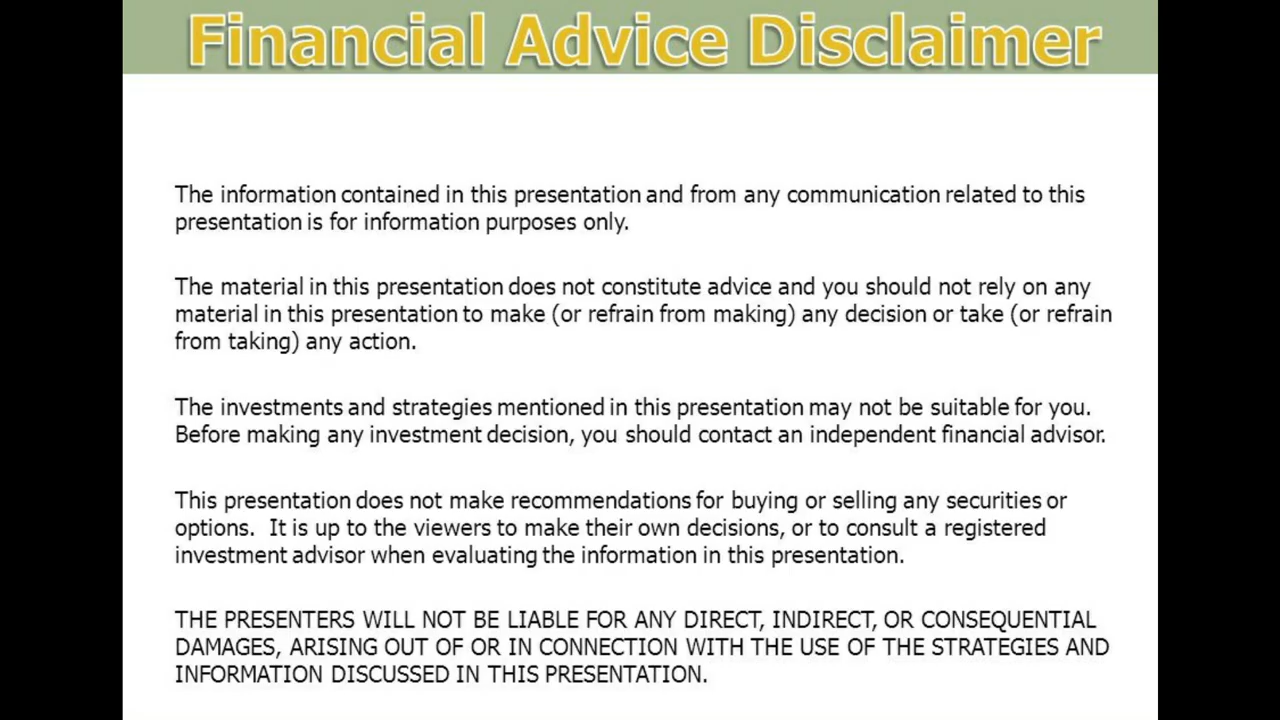 Financial Advice Disclaimer
The information contained in this presentation and from any communication related to this
presentation is for information purposes only.
The material in this presentation does not constitute advice and you should not rely on any
material in this presentation to make (or refrain from making) any decision or take (or refrain
from taking) any action.
The investments and strategies mentioned in this presentation may not be suitable for you.
Before making any investment decision, you should contact an independent financial advisor.
This presentation does not make recommendations for buying or selling any securities or
options.  It is up to the viewers to make their own decisions, or to consult a registered
investment advisor when evaluating the information in this presentation.
THE PRESENTERS WILL NOT BE LIABLE FOR ANY DIRECT, INDIRECT, OR CONSEQUENTIAL
DAMAGES, ARISING OUT OF OR IN CONNECTION WITH THE USE OF THE STRATEGIES AND
INFORMATION DISCUSSED IN THIS PRESENTATION.